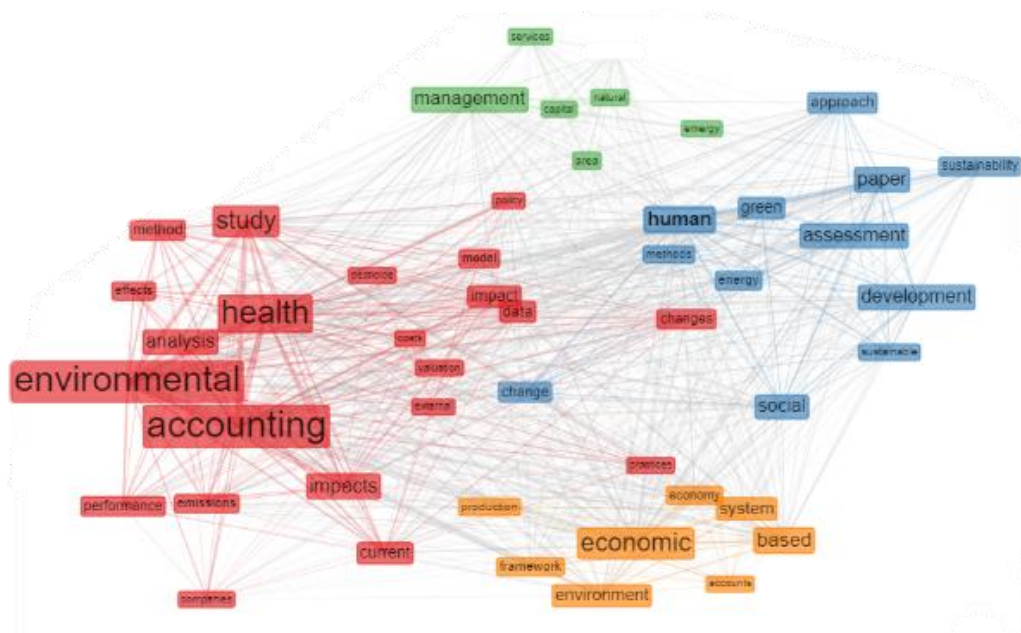 services
management
capital
natural
approach
emergy
area
sustainability
paper
policy
green
study
human
method
assessment
model
methods
pesticide
energy
effects
impact
development
health
data
changes
costs
analysis
sustainable
valuation
environmental
change
external
social
accounting
practices
impacts
economy
performance
emissions
production
system
economic
based
current
framework
accounts
environment
companies